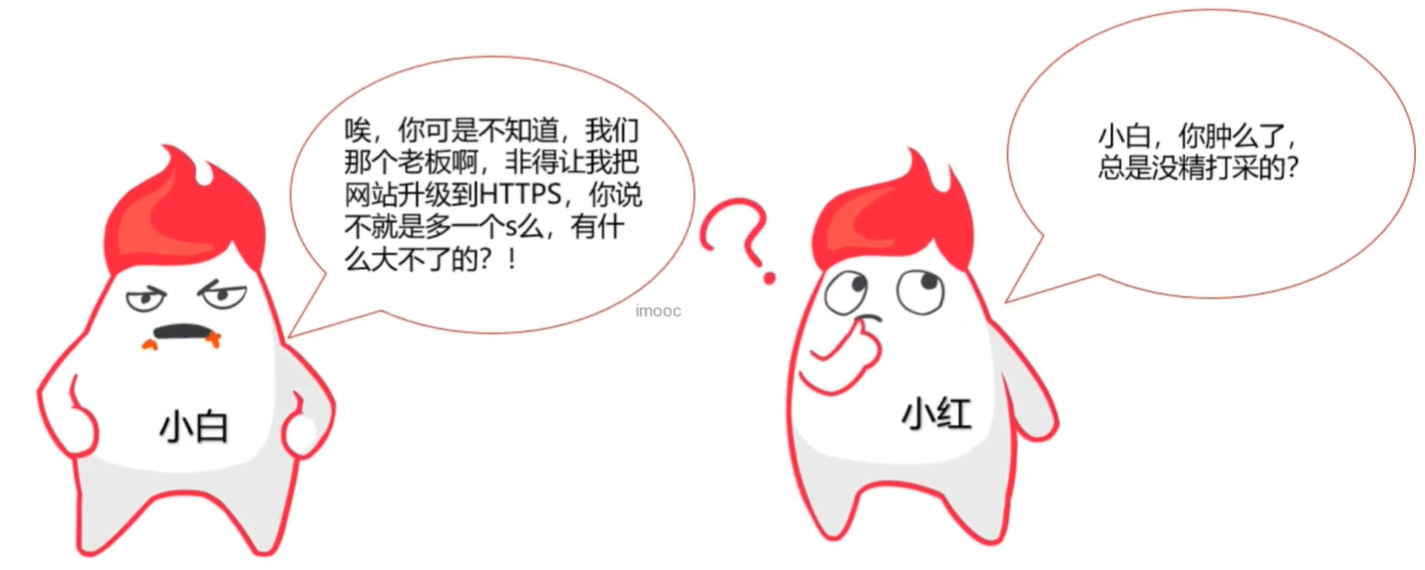 唉，你可是不知道，我们
那个老板啊，非得让我把
网站升级到HTTPS，你说
不就是多一个s么，有什
么大不了的？！
小白，你肿么了，
总是没精打采的？
imooc
小白
小红